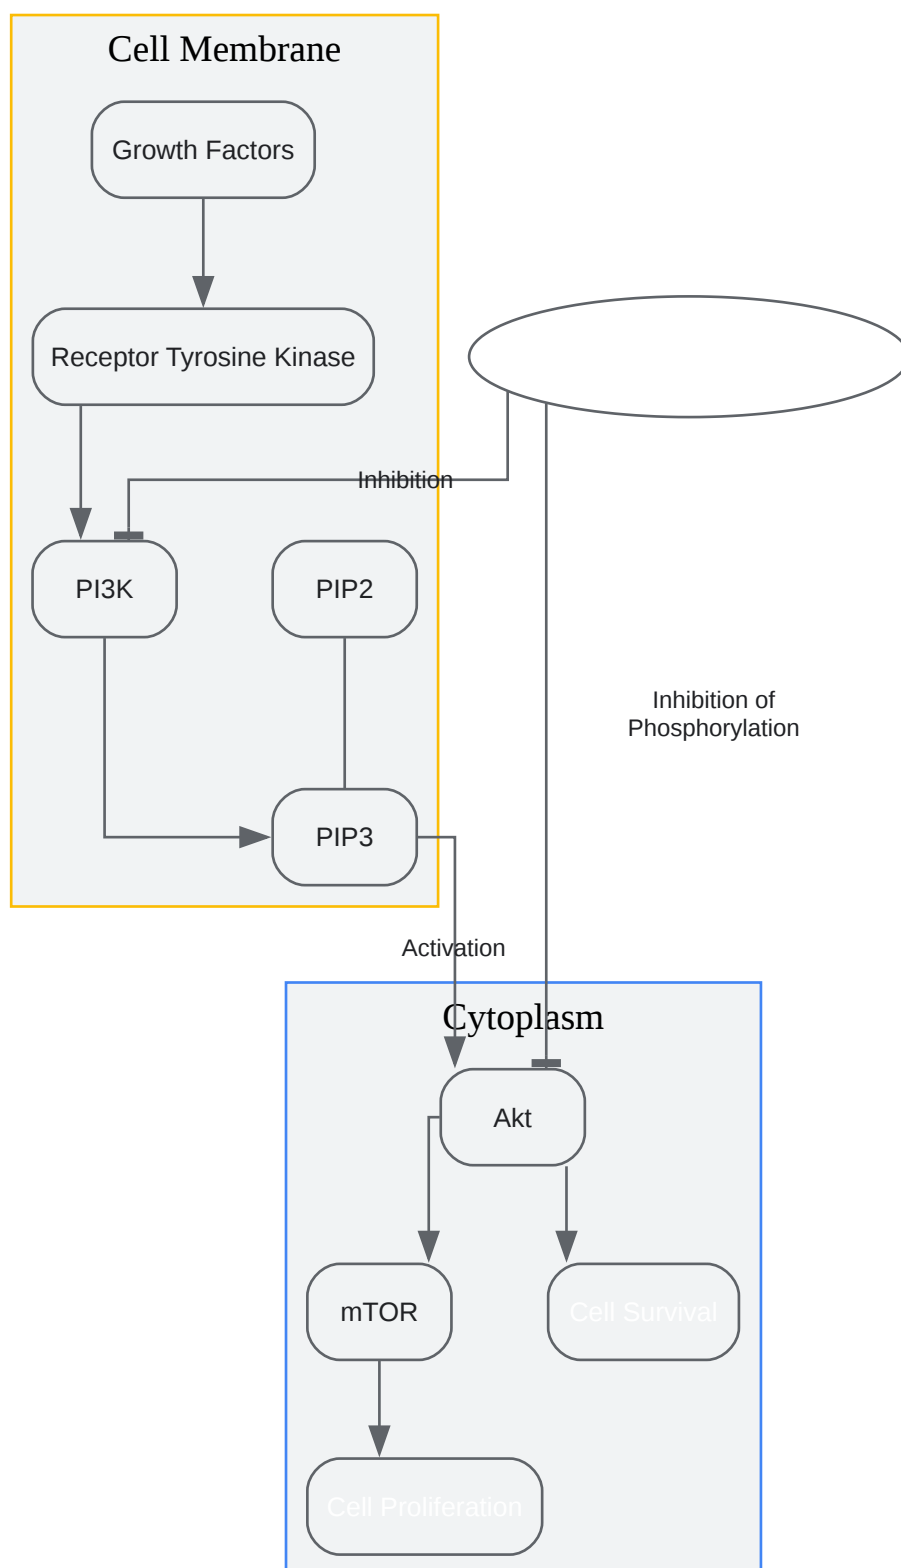 Cell Membrane
Growth Factors
Receptor Tyrosine Kinase
Inhibition
PI3K
PIP2
Inhibition of
Phosphorylation
PIP3
Activation
Cytoplasm
Akt
mTOR
Cell Survival
Cell Proliferation